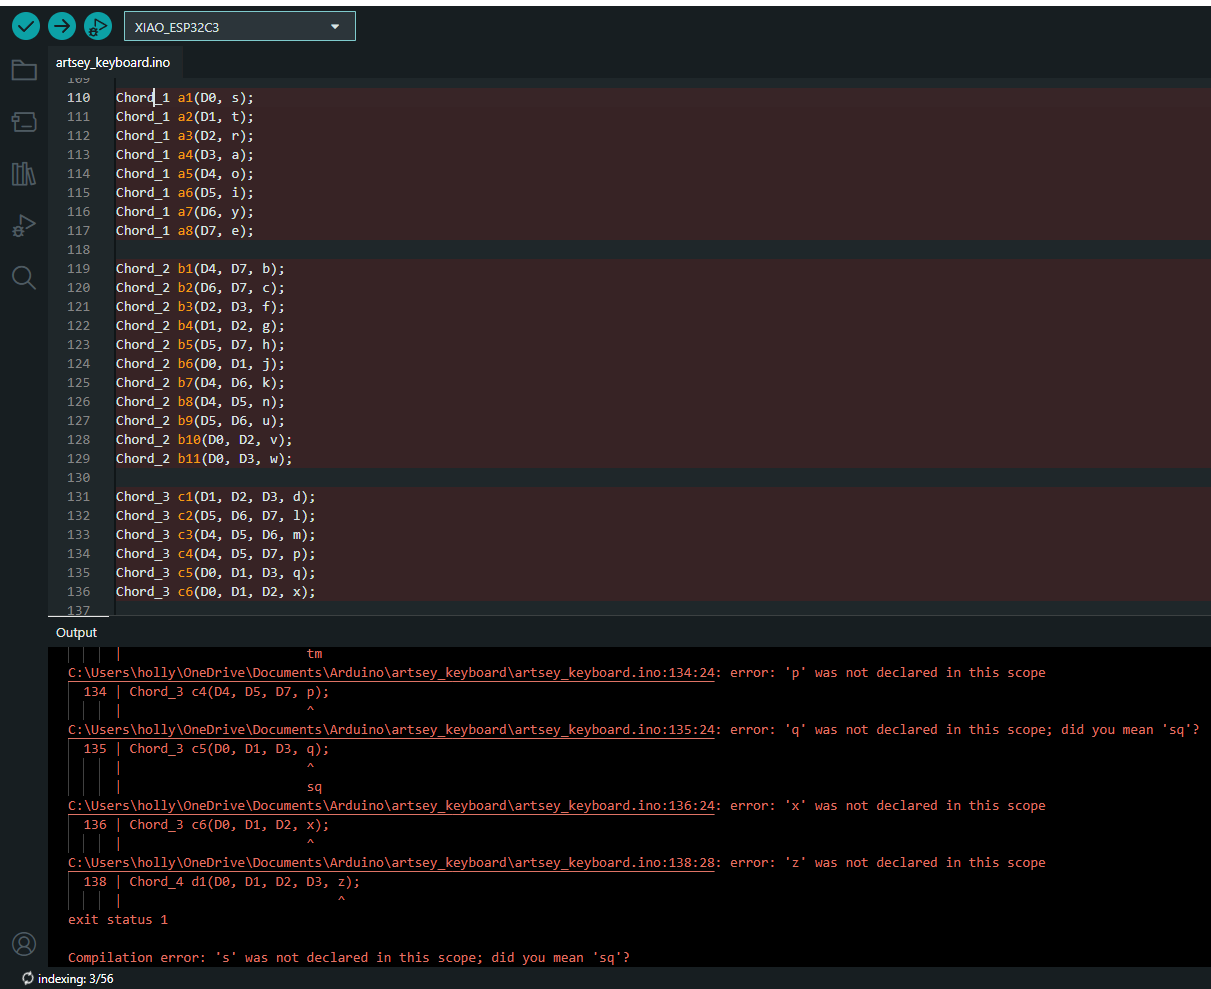 XIAO_ESP32C3
artsey_keyboard.ino
109
110 Chord_1 a1(D0, s);
111 Chord_1 a2(D1, t);
112 Chord_1 a3(D2, r);
113 Chord_1 a4(D3, a);
114 Chord_1 a5(D4, o);
115 Chord_1 a6(D5, i);
116 Chord_1 a7(D6, y);
117 Chord_1 a8(D7, e);
118
119 Chord_2 b1(D4, D7, b);
120 Chord_2 b2(D6, D7, c);
121 Chord_2 b3(D2, D3, f);
122 Chord_2 b4(D1, D2, g);
123 Chord_2 b5(D5, D7, h);
124 Chord_2 b6(D0, D1, j);
125 Chord_2 b7(D4, D6, k);
126 Chord_2 b8(D4, D5, n);
127 Chord_2 b9(D5, D6, u);
128 Chord_2 b10(D0, D2, v);
129 Chord_2 b11(D0, D3, w);
130
131 Chord_3 c1(D1, D2, D3, d);
132 Chord_3 c2(D5, D6, D7, l);
133 Chord_3 c3(D4, D5, D6, m);
134 Chord_3 c4(D4, D5, D7, p);
135 Chord_3 c5(D0, D1, D3, q);
136 Chord_3 c6(D0, D1, D2, x);
137
Output
| tm
C:\Users\holly\OneDrive\Documents\Arduino\artsey_keyboard\artsey_keyboard.ino:134:24: error: 'p' was not declared in this scope
134 | Chord_3 c4(D4, D5, D7, p);
| ^
C:\Users\holly\OneDrive\Documents\Arduino\artsey_keyboard\artsey_keyboard.ino:135:24: error: 'q' was not declared in this scope; did you mean 'sq'?
135 | Chord_3 c5(D0, D1, D3, q);
| ^
| sq
C:\Users\holly\OneDrive\Documents\Arduino\artsey_keyboard\artsey_keyboard.ino:136:24: error: 'x' was not declared in this scope
136 | Chord_3 c6(D0, D1, D2, x);
| ^
C:\Users\holly\OneDrive\Documents\Arduino\artsey_keyboard\artsey_keyboard.ino:138:28: error: 'z' was not declared in this scope
138 | Chord_4 d1(D0, D1, D2, D3, z);
| ^
exit status 1
Compilation error: 's' was not declared in this scope; did you mean 'sq'?
indexing: 3/56